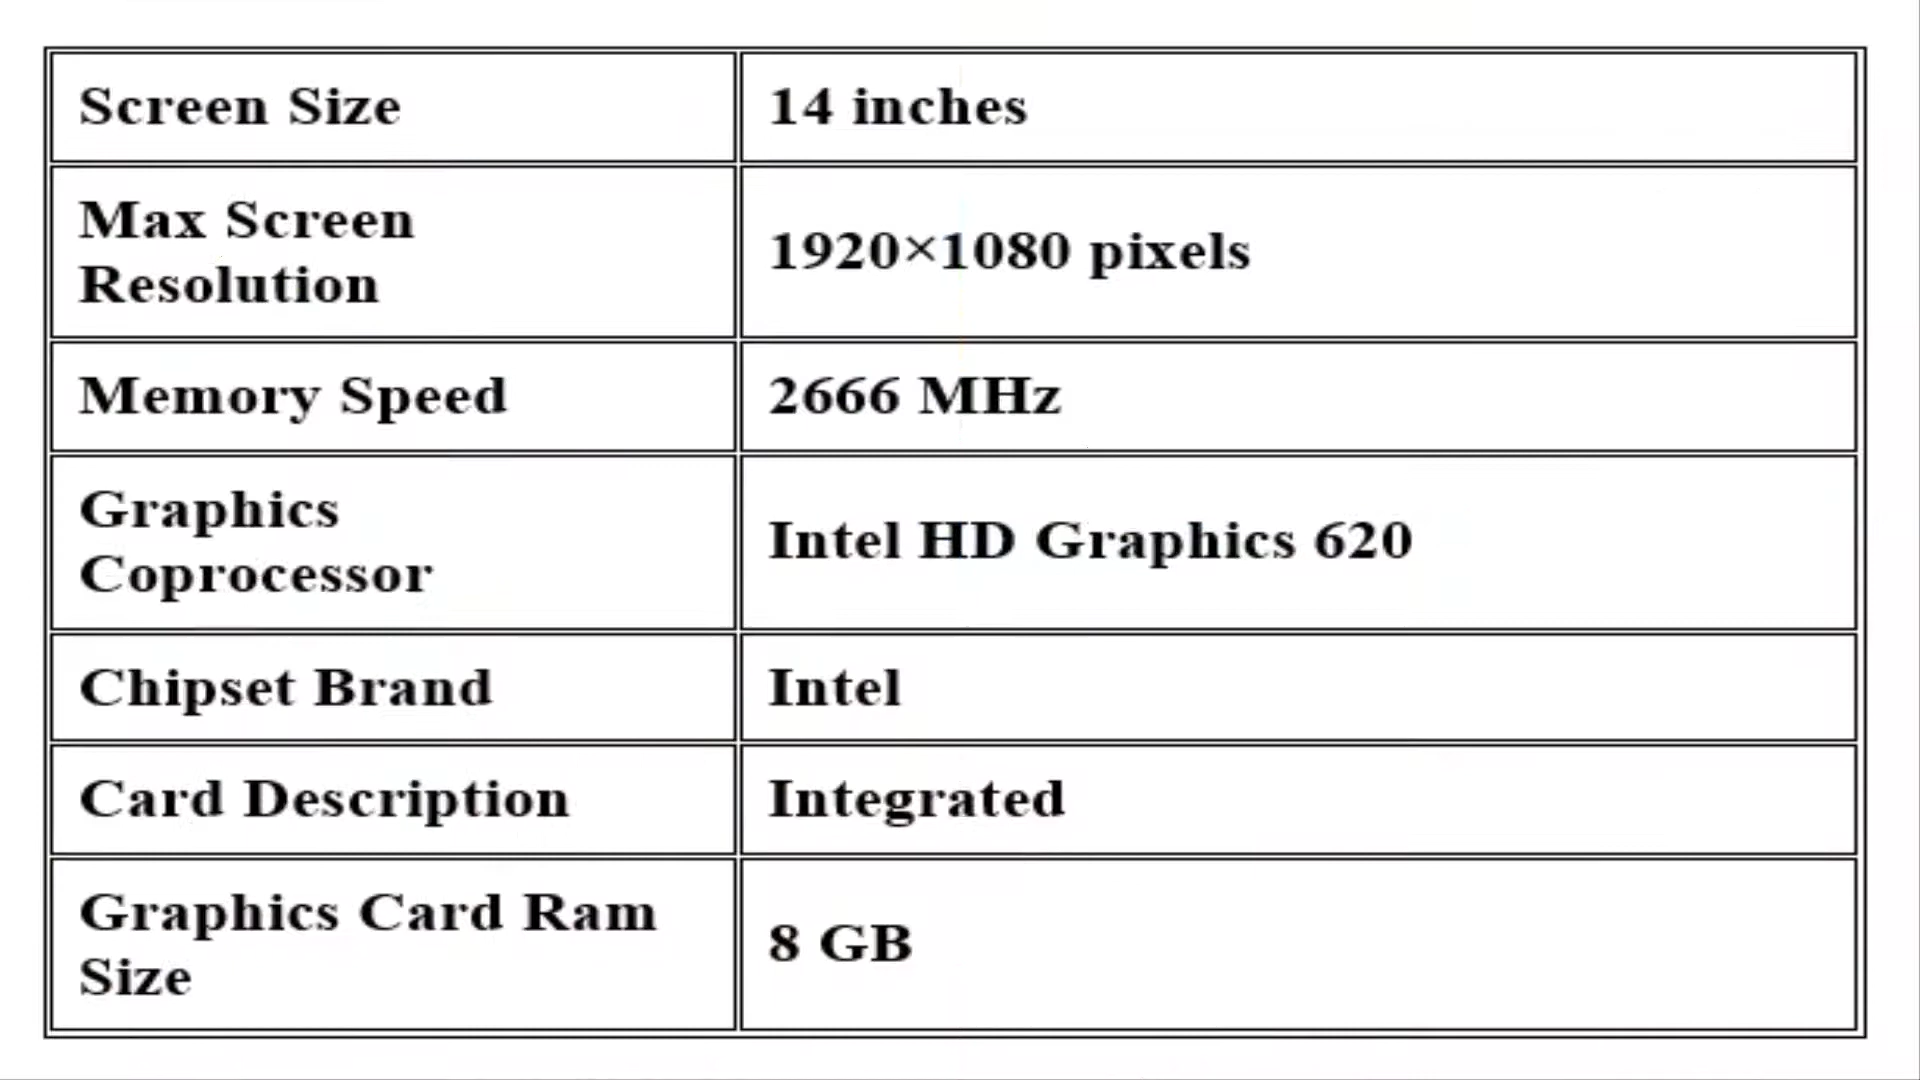 Screen Size
14 inches
Max Screen
Resolution
1920×1080 pixels
Memory Speed
2666 MHz
Graphics
Coprocessor
Intel HD Graphics 620
Chipset Brand
Intel
Card Description
Integrated
Graphics Card Ram
Size
8 GB